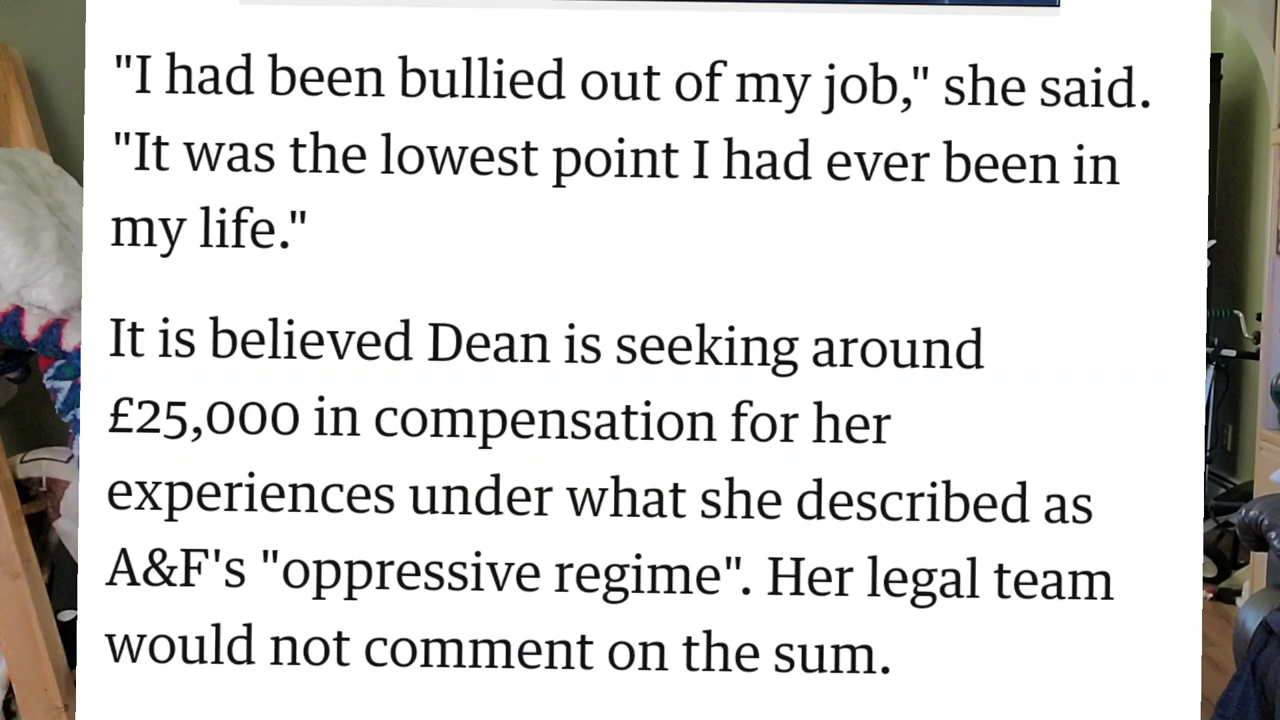 "I had been bullied out of my job," she said.
"It was the lowest point I had ever been in
my life."
It is believed Dean is seeking around
£25,000 in compensation for her
experiences under what she described as
A&F's "oppressive regime". Her legal team
would not comment on the sum.